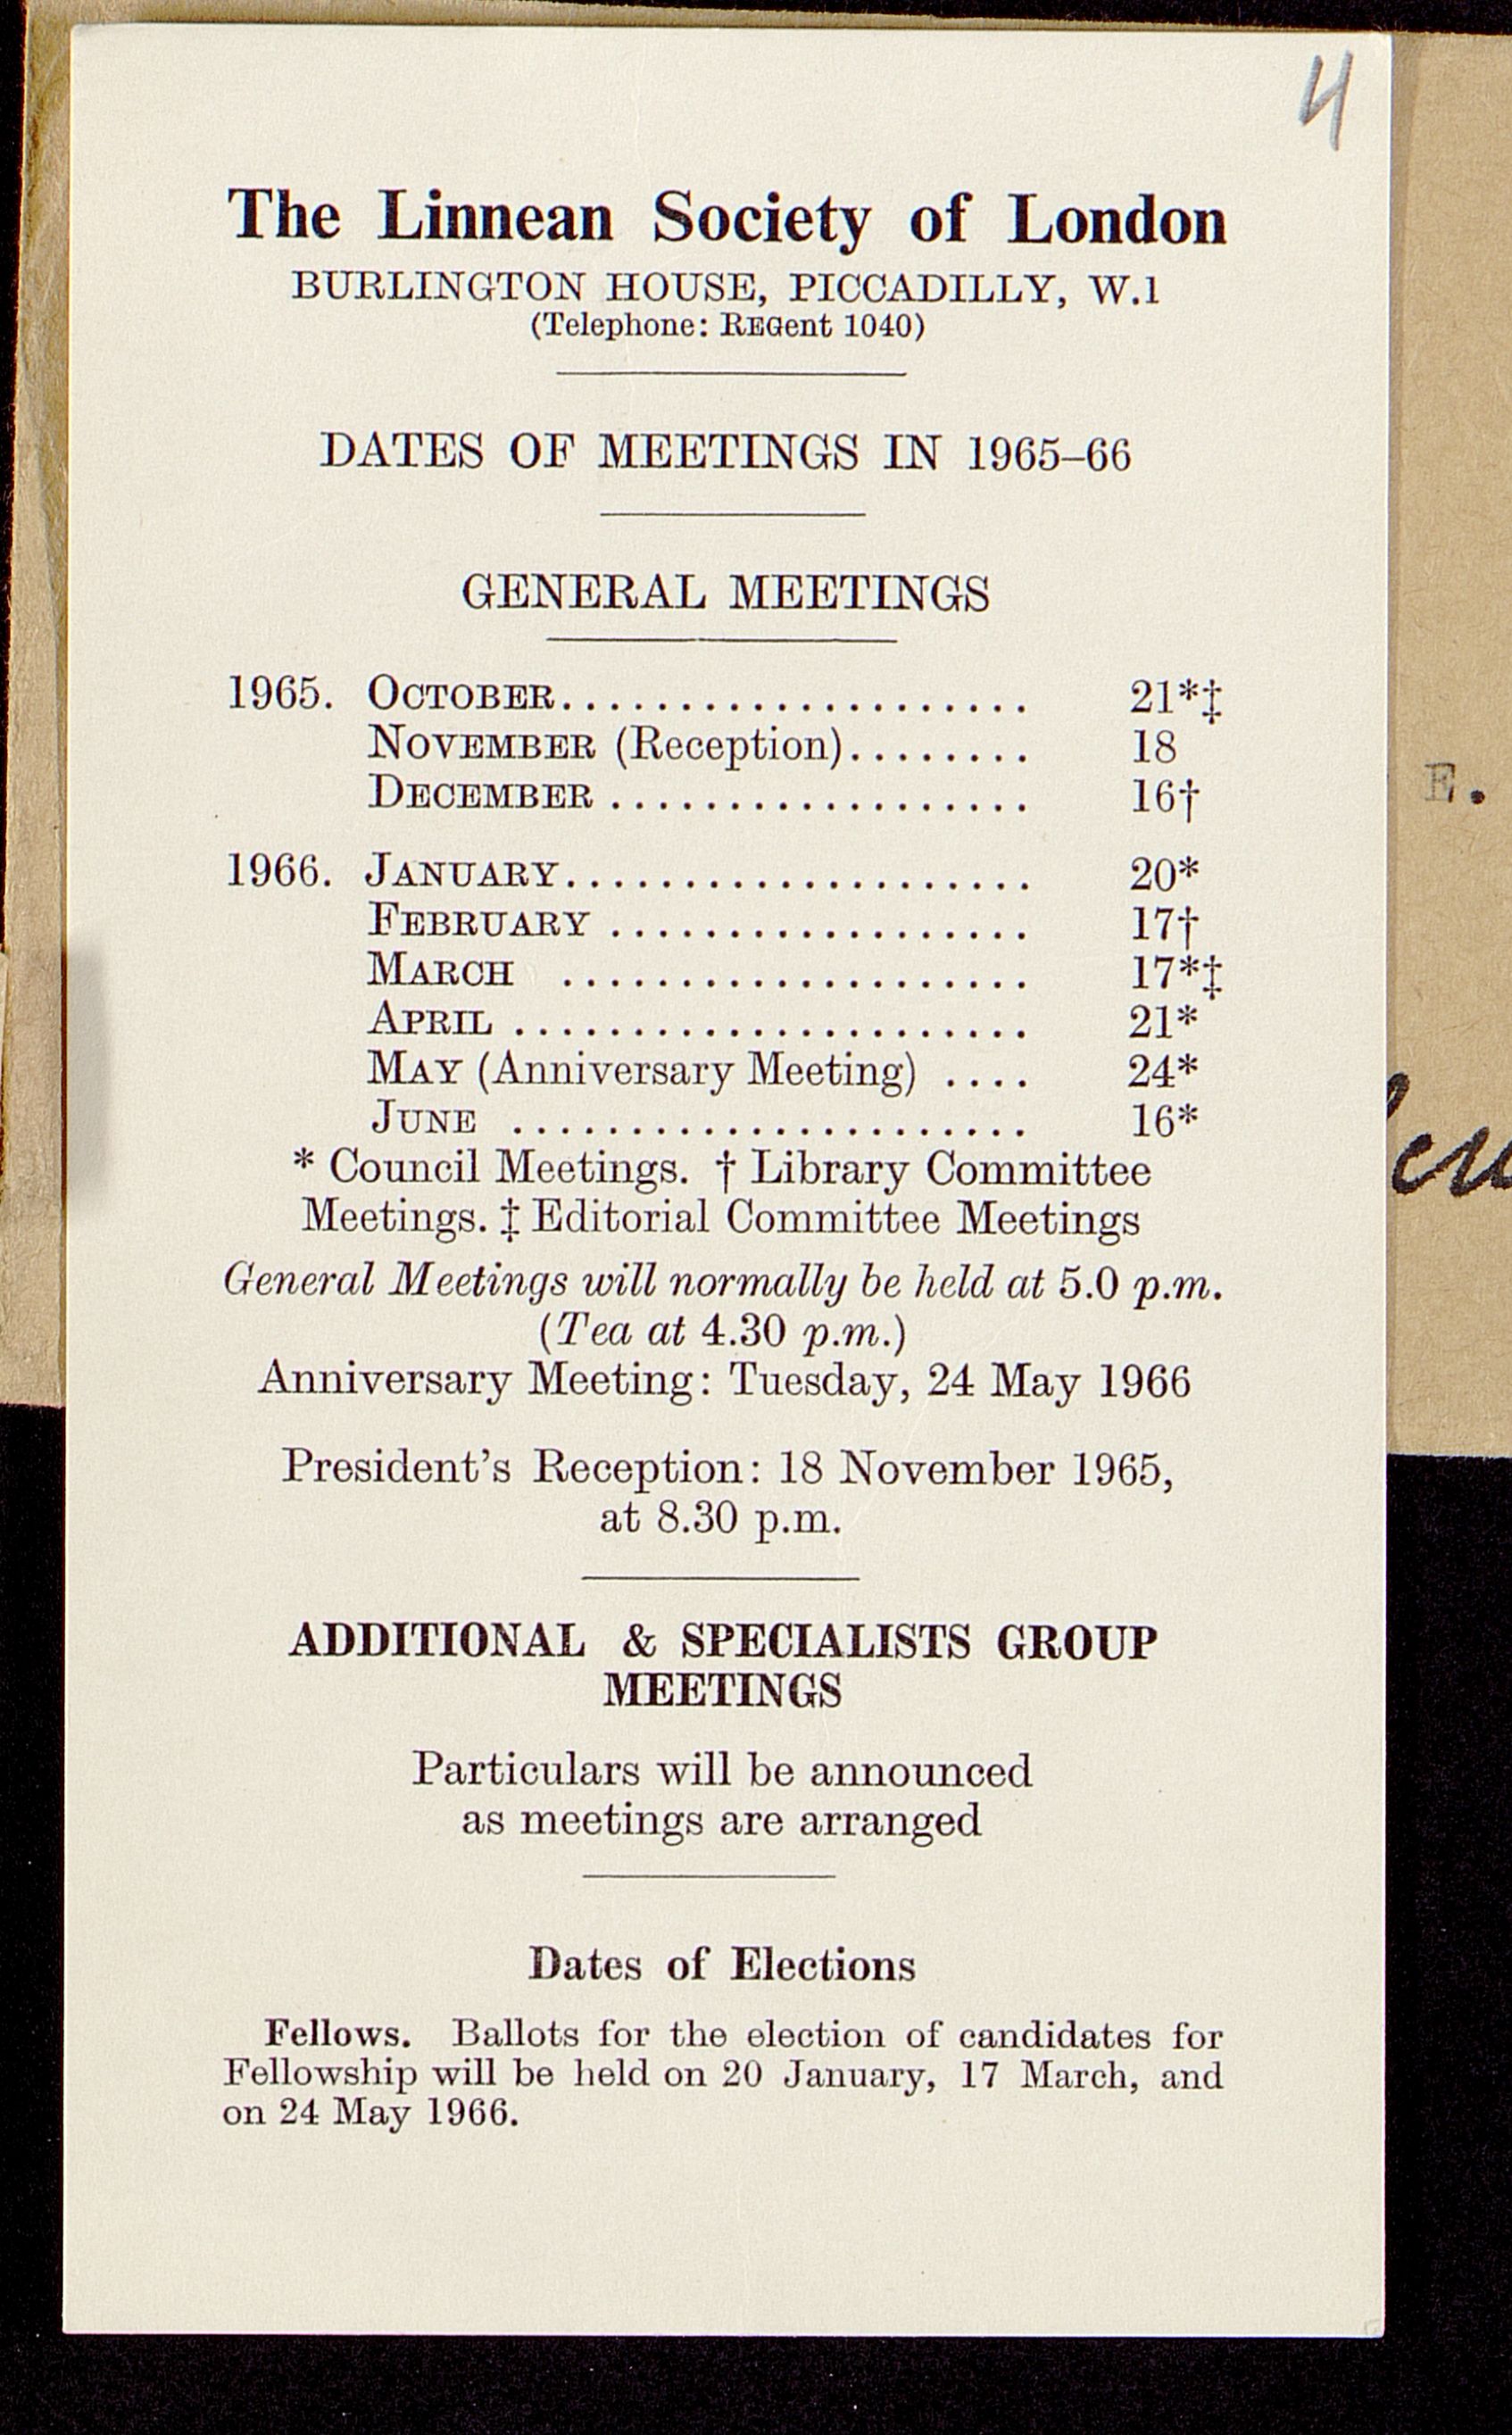 4
The Linnean Society of London
BURLINGTON HOUSE, PICCADILLY, W.1
(Telephone: REGent 1040)
DATES OF MEETINGS IN 1965–66
GENERAL MEETINGS
1965. OCTOBER.................... 21*‡
NOVEMBER (Reception)........ 18
DECEMBER .................. 16†
1966. JANUARY.................... 20*
FEBRUARY .................. 17†
MARCH .................... 17*‡
APRIL ...................... 21*
MAY (Anniversary Meeting) .... 24*
JUNE ...................... 16*
* Council Meetings. † Library Committee
Meetings. ‡ Editorial Committee Meetings
General Meetings will normally be held at 5.0 p.m.
(Tea at 4.30 p.m.)
Anniversary Meeting: Tuesday, 24 May 1966
President's Reception: 18 November 1965,
at 8.30 p.m.
ADDITIONAL & SPECIALISTS GROUP
MEETINGS
Particulars will be announced
as meetings are arranged
Dates of Elections
Fellows. Ballots for the election of candidates for
Fellowship will be held on 20 January, 17 March, and
on 24 May 1966.
E.